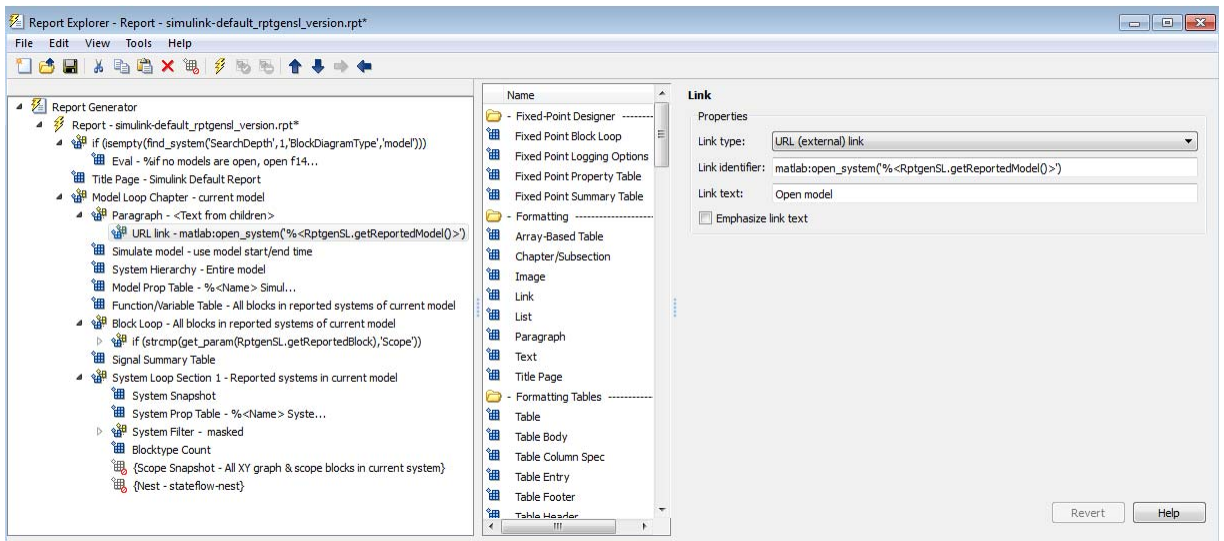 Report Explorer - Report - simulink-default_rptgensl_version.rpt*
File Edit View Tools Help
Report Generator
Report - simulink-default_rptgensl_version.rpt*
if (isempty(find_system('SearchDepth',1,'BlockDiagramType','model')))
Eval - %if no models are open, open f14...
Title Page - Simulink Default Report
Model Loop Chapter - current model
Paragraph - <Text from children>
URL link - matlab:open_system('%<RptgenSL.getReportedModel()>')
Simulate model - use model start/end time
System Hierarchy - Entire model
Model Prop Table - %<Name> Simul...
Function/Variable Table - All blocks in reported systems of current model
Block Loop - All blocks in reported systems of current model
if (strcmp(get_param(RptgenSL.getReportedBlock),'Scope'))
Signal Summary Table
System Loop Section 1 - Reported systems in current model
System Snapshot
System Prop Table - %<Name> Syste...
System Filter - masked
Blocktype Count
{Scope Snapshot - All XY graph & scope blocks in current system}
{Nest - stateflow-nest}
Name
- Fixed-Point Designer --------
Fixed Point Block Loop
Fixed Point Logging Options
Fixed Point Property Table
Fixed Point Summary Table
- Formatting -------------------
Array-Based Table
Chapter/Subsection
Image
Link
List
Paragraph
Text
Title Page
- Formatting Tables -----------
Table
Table Body
Table Column Spec
Table Entry
Table Footer
Table Header
Link
Properties
Link type: URL (external) link
Link identifier: matlab:open_system('%<RptgenSL.getReportedModel()>')
Link text: Open model
Emphasize link text
Revert Help